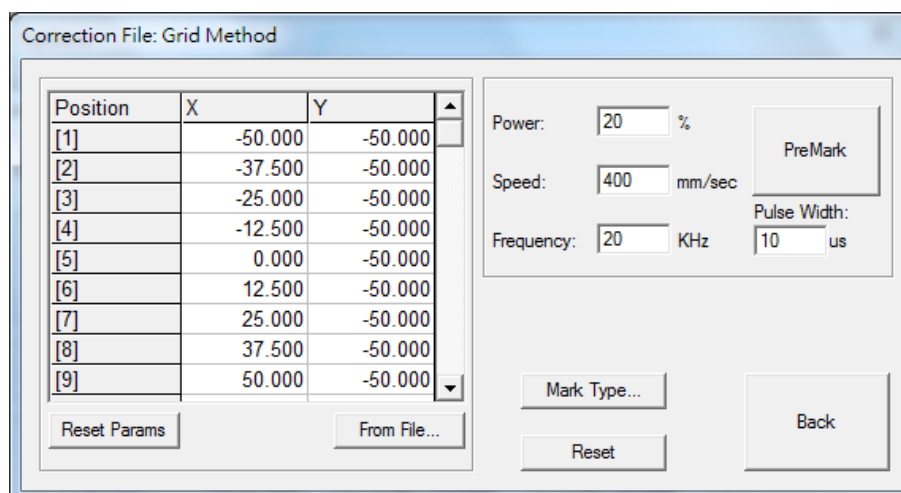 Correction File: Grid Method
Position X Y
[1] -50.000 -50.000
[2] -37.500 -50.000
[3] -25.000 -50.000
[4] -12.500 -50.000
[5] 0.000 -50.000
[6] 12.500 -50.000
[7] 25.000 -50.000
[8] 37.500 -50.000
[9] 50.000 -50.000
Reset Params From File...
Power: 20 %
PreMark
Speed: 400 mm/sec
Pulse Width:
Frequency: 20 KHz 10 us
Mark Type...
Back
Reset